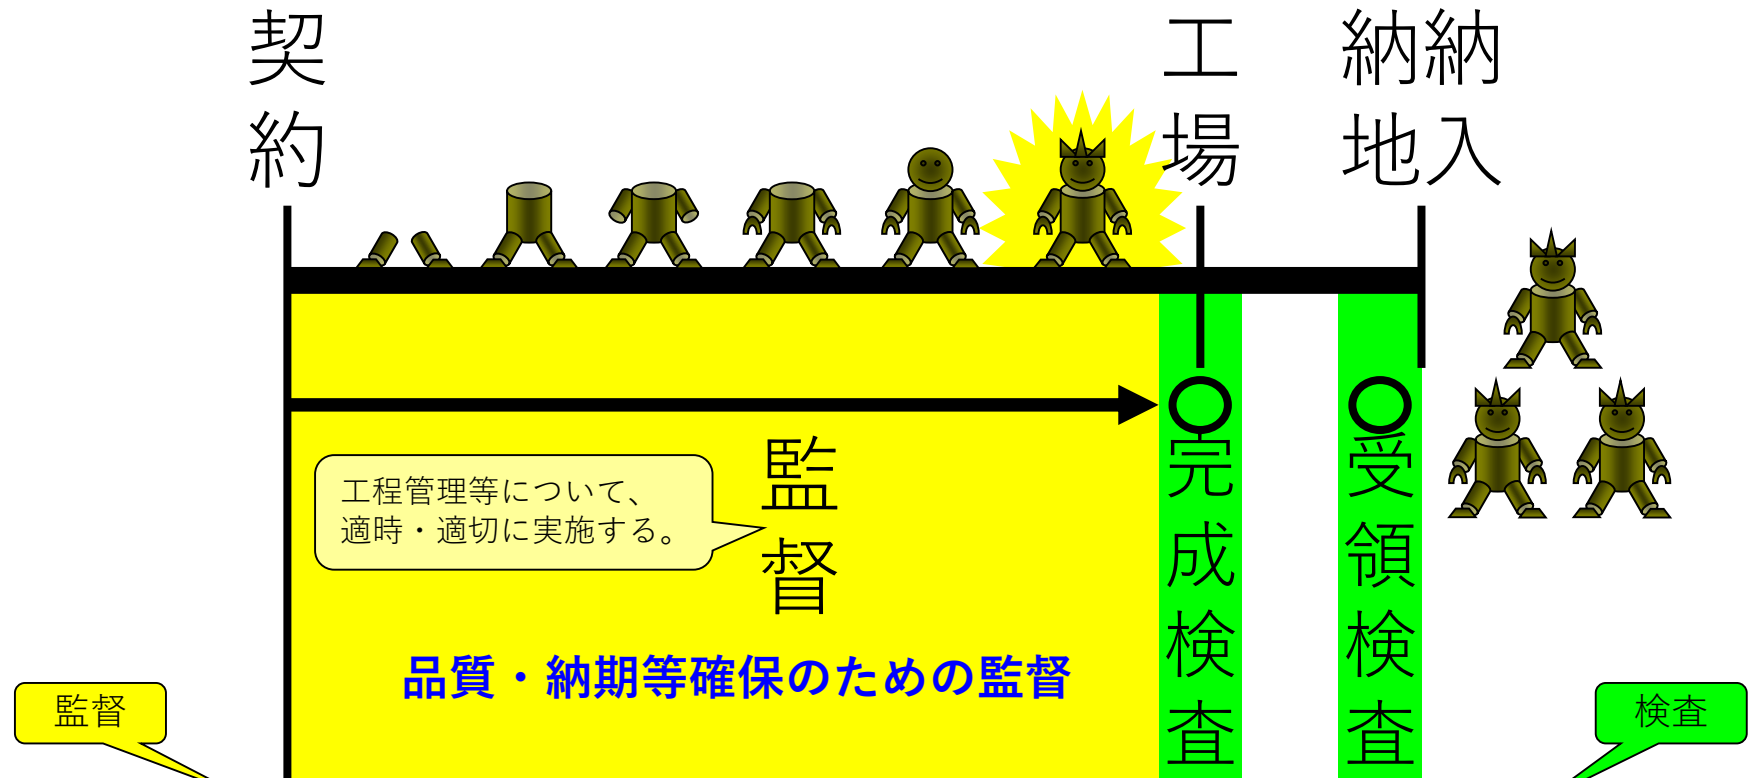 契約
工場
納地
納入
工程管理等について、
適時・適切に実施する。
監督
完成検査
受領検査
品質・納期等確保のための監督
監督
検査